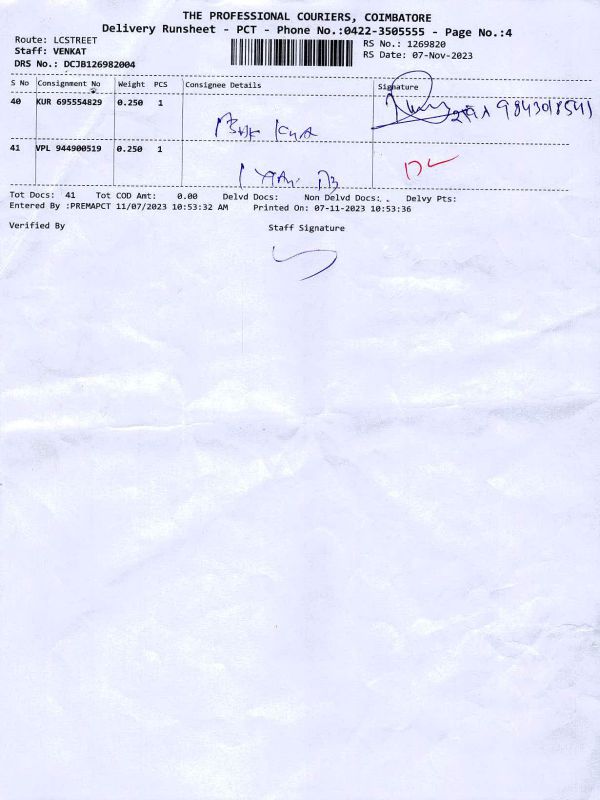 THE PROFESSIONAL COURIERS, COIMBATORE
Delivery Runsheet - PCT - Phone No.:0422-3505555 - Page No.:4
Route: LCSTREET RS No.: 1269820
Staff: VENKAT RS Date: 07-Nov-2023
DRS No.: DCJB126982004
S No Consignment No Weight PCS Consignee Details Signature
40 KUR 695554829 0.250 1
9843018541
41 VPL 944900519 0.250 1
Tot Docs: 41 Tot COD Amt: 0.00 Delvd Docs: Non Delvd Docs: Delvy Pts:
Entered By :PREMAPCT 11/07/2023 10:53:32 AM Printed On: 07-11-2023 10:53:36
Verified By Staff Signature